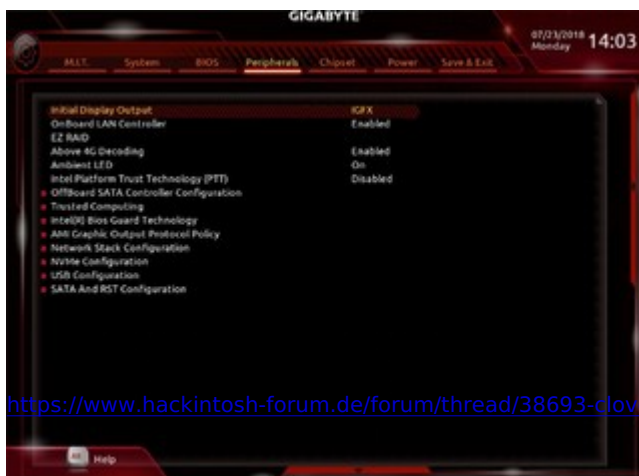 GIGABYTE
07/23/2018
Monday
14:03
M.I.T.
System
BIOS
Peripherals
Chipset
Power
Save & Exit
Initial Display Output IGFX
OnBoard LAN Controller Enabled
EZ RAID
Above 4G Decoding Enabled
Ambient LED On
Intel Platform Trust Technology (PTT) Disabled
OffBoard SATA Controller Configuration
Trusted Computing
Intel(R) Bios Guard Technology
AMI Graphic Output Protocol Policy
Network Stack Configuration
NVMe Configuration
USB Configuration
SATA And RST Configuration
https://www.hackintosh-forum.de/forum/thread/38693-clov
Help